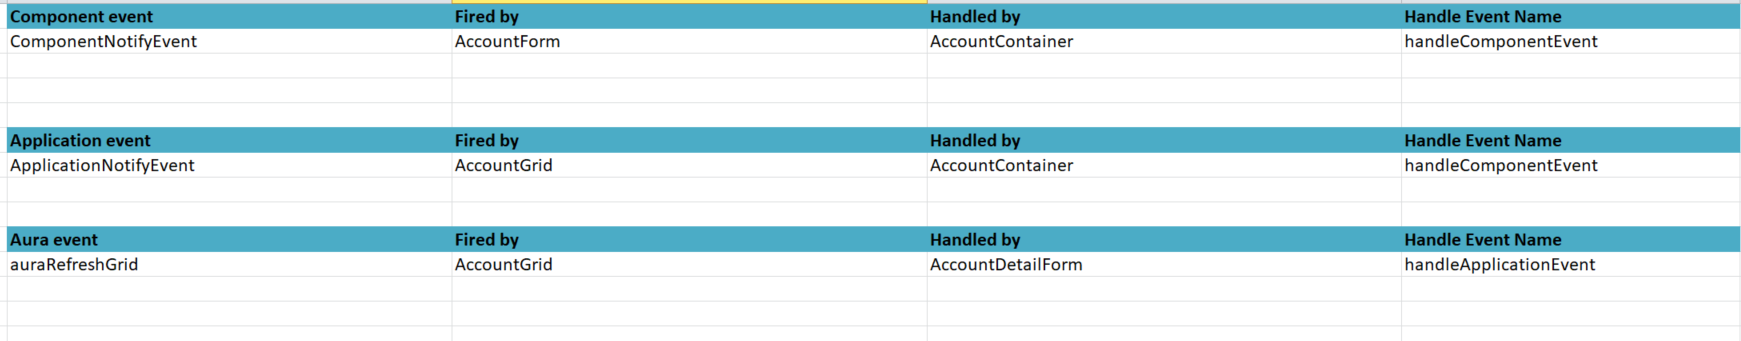 Component event Fired by Handled by Handle Event Name
ComponentNotifyEvent AccountForm AccountContainer handleComponentEvent
Application event Fired by Handled by Handle Event Name
ApplicationNotifyEvent AccountGrid AccountContainer handleComponentEvent
Aura event Fired by Handled by Handle Event Name
auraRefreshGrid AccountGrid AccountDetailForm handleApplicationEvent